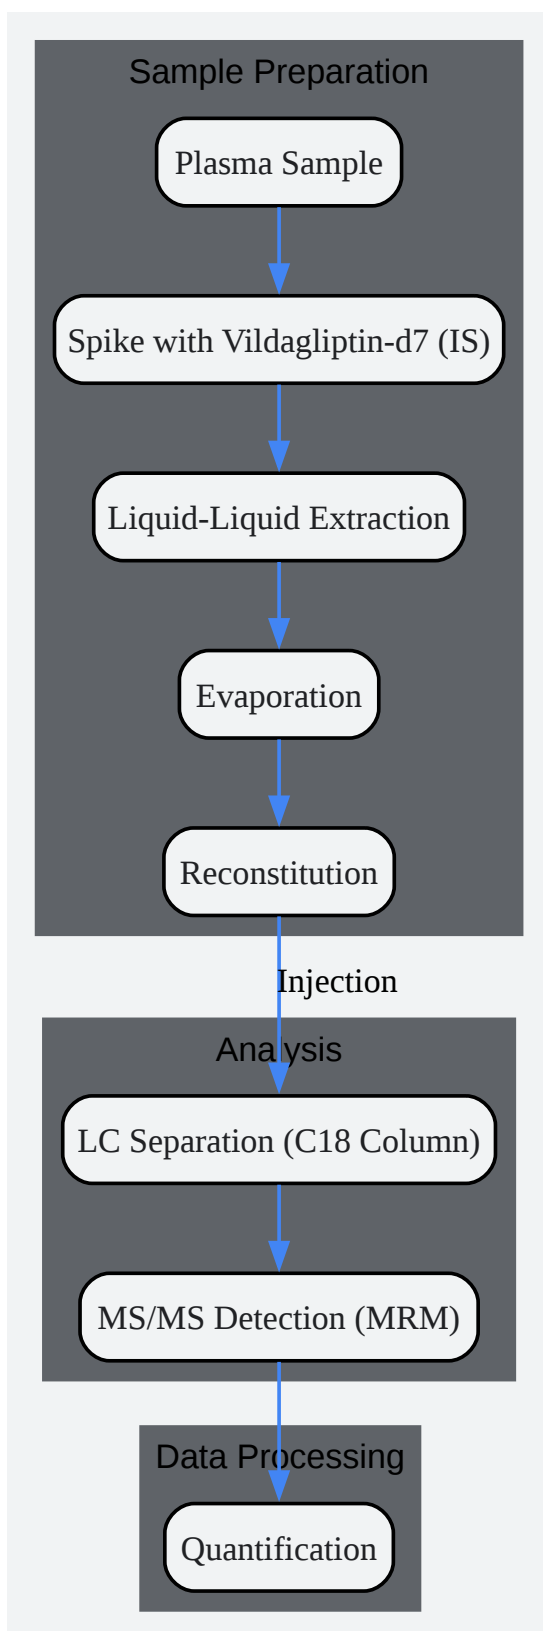 Sample Preparation
Plasma Sample
Spike with Vildagliptin-d7 (IS)
Liquid-Liquid Extraction
Evaporation
Reconstitution
Injection
Analysis
LC Separation (C18 Column)
MS/MS Detection (MRM)
Data Processing
Quantification